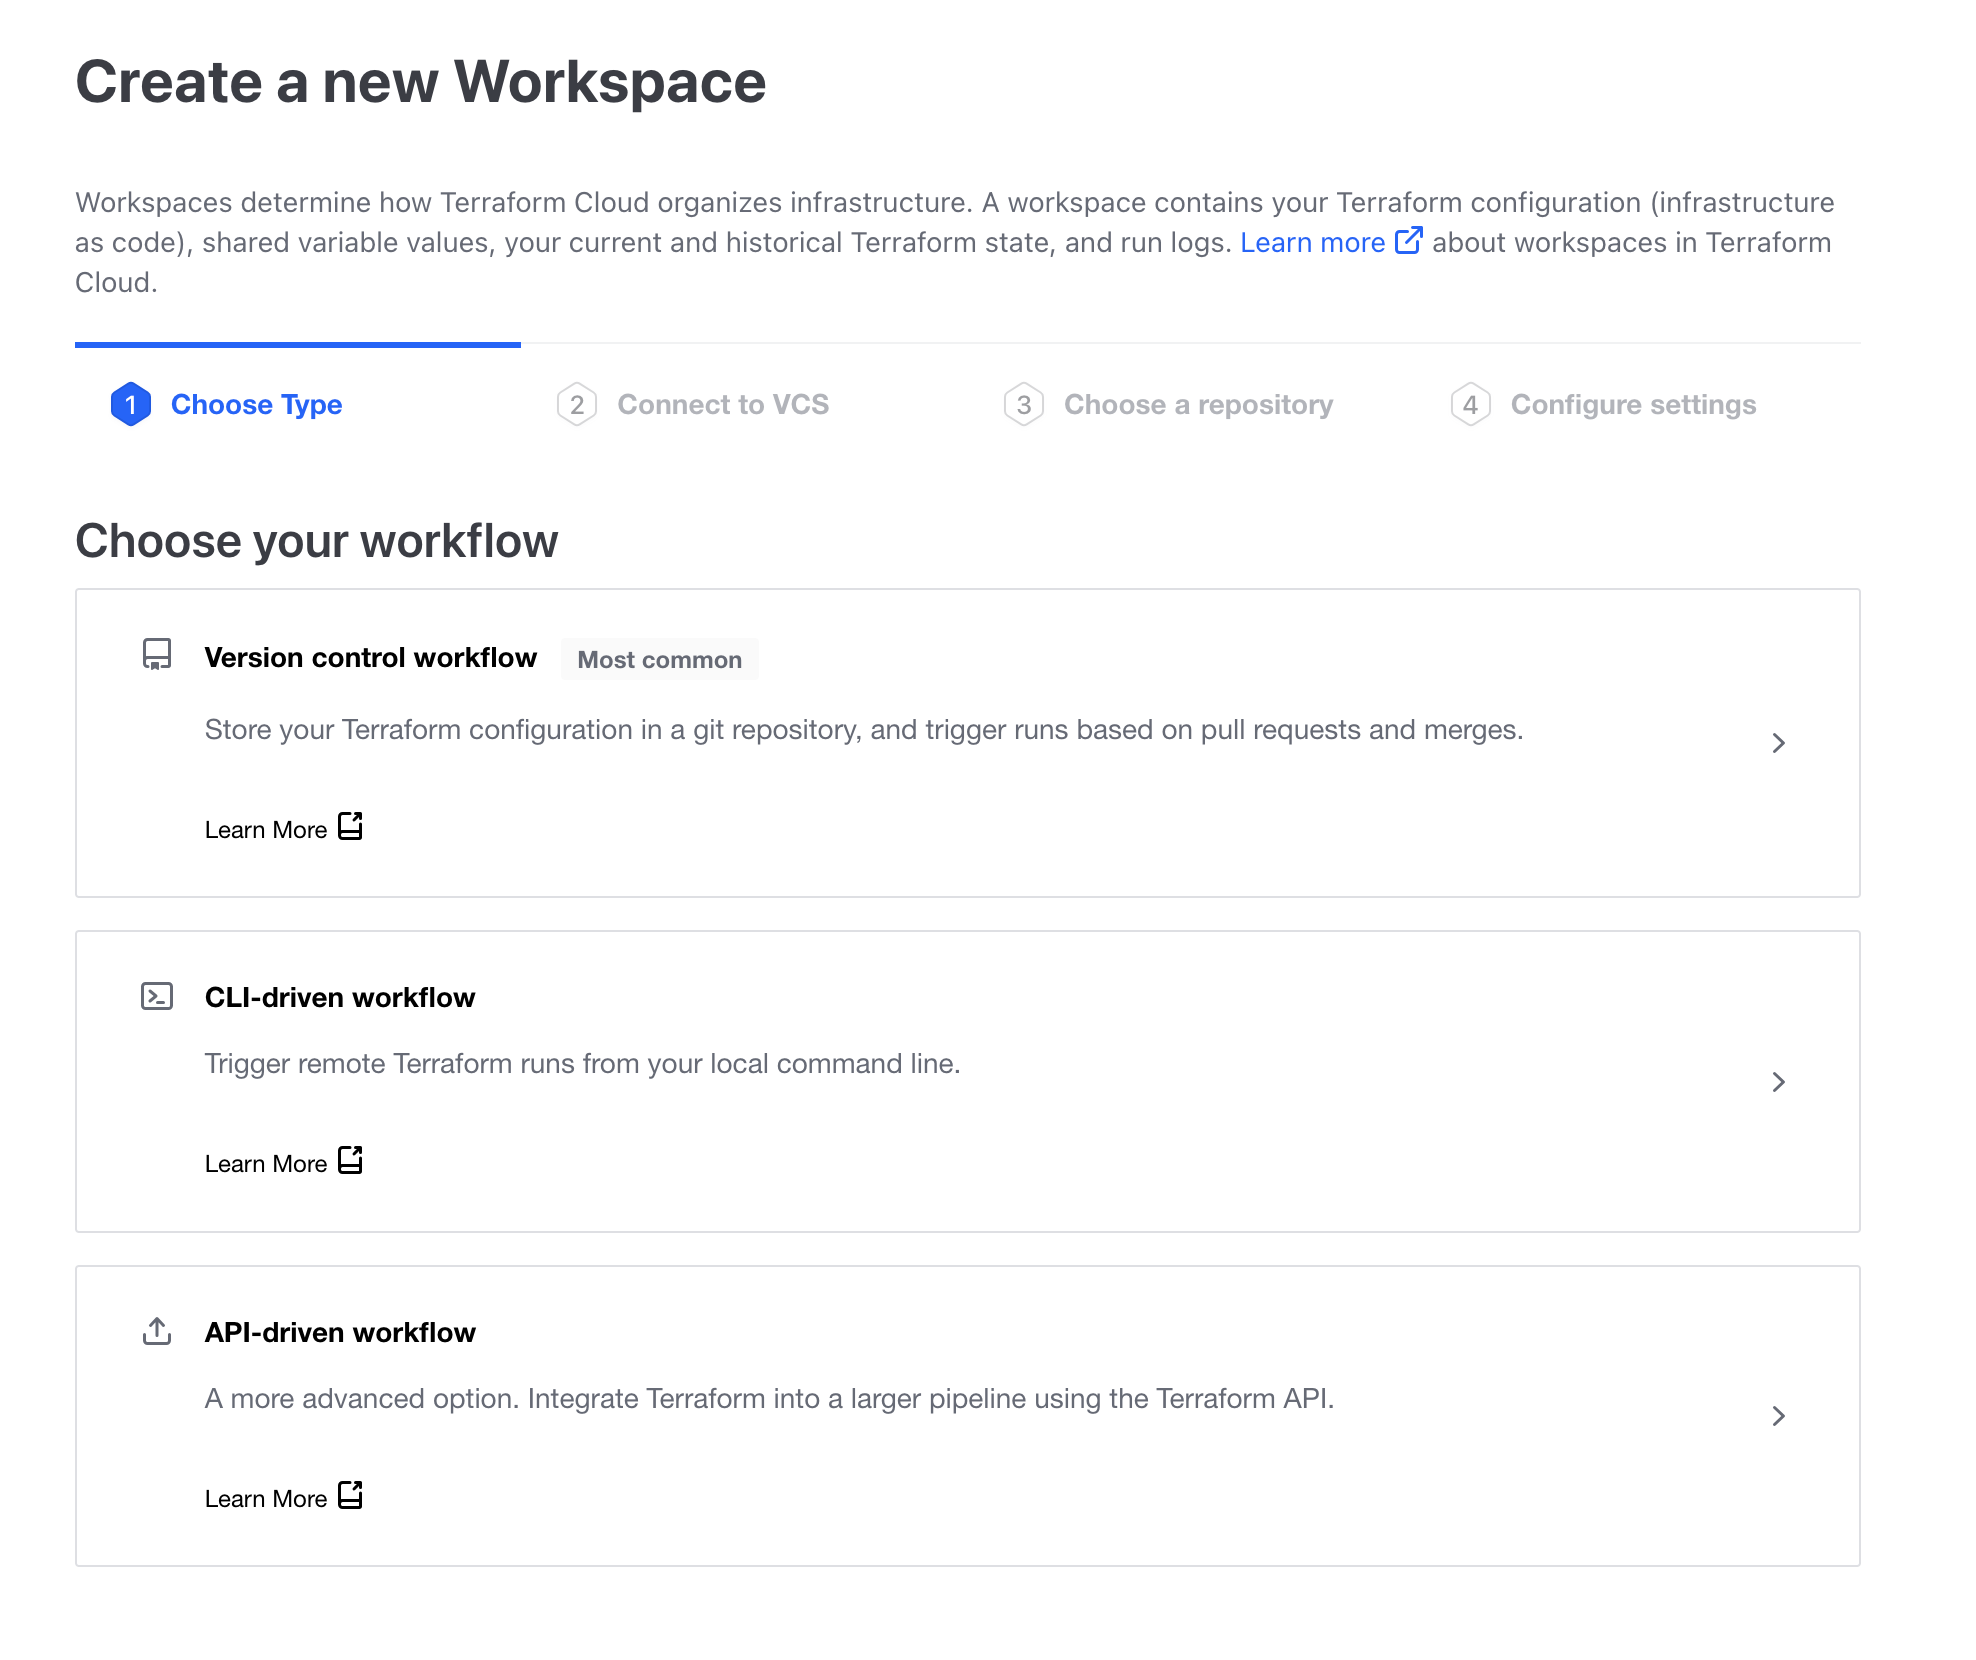 Create a new Workspace
Workspaces determine how Terraform Cloud organizes infrastructure. A workspace contains your Terraform configuration (infrastructure
as code), shared variable values, your current and historical Terraform state, and run logs. Learn more about workspaces in Terraform
Cloud.
1 Choose Type 2 Connect to VCS 3 Choose a repository 4 Configure settings
Choose your workflow
Version control workflow Most common
Store your Terraform configuration in a git repository, and trigger runs based on pull requests and merges.
Learn More
CLI-driven workflow
Trigger remote Terraform runs from your local command line.
Learn More
API-driven workflow
A more advanced option. Integrate Terraform into a larger pipeline using the Terraform API.
Learn More